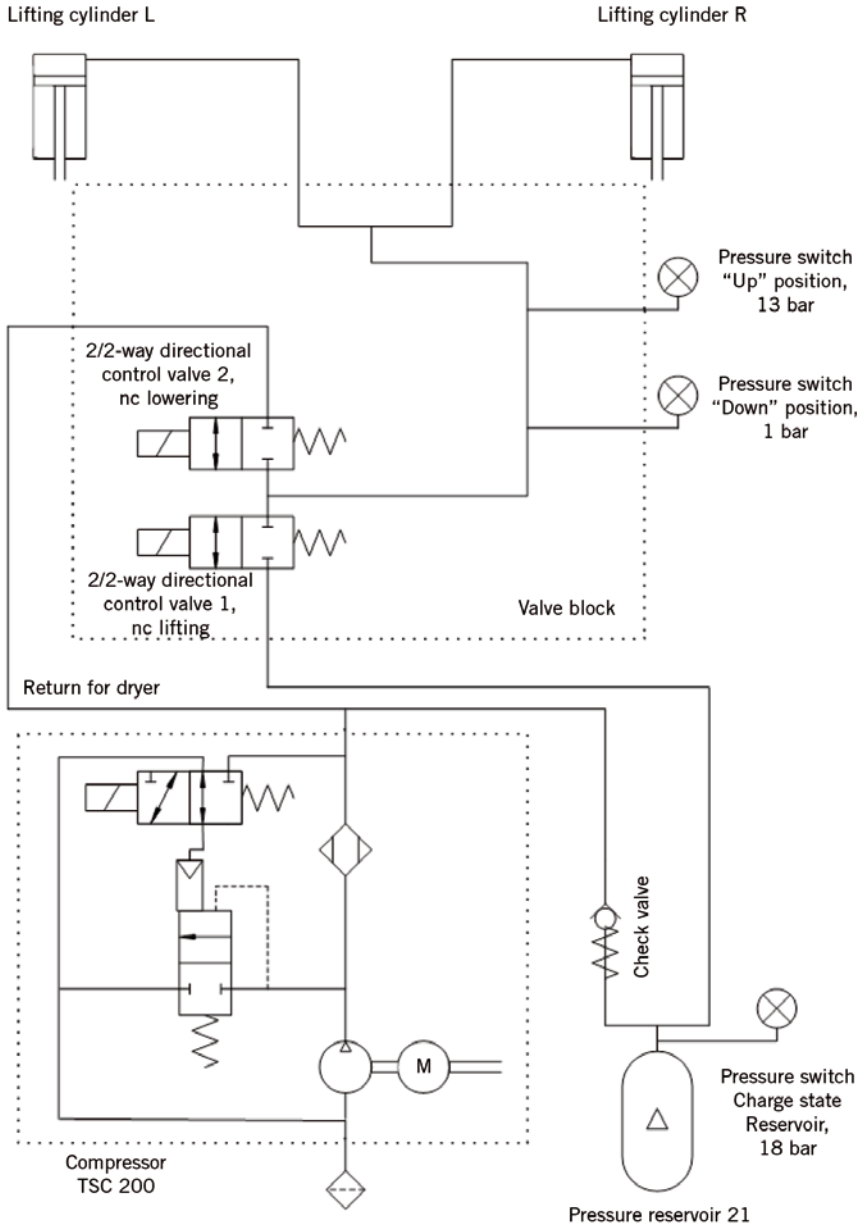 Lifting cylinder L
Lifting cylinder R
Pressure switch
“Up” position,
13 bar
2/2-way directional
control valve 2,
nc lowering
Pressure switch
“Down” position,
1 bar
2/2-way directional
control valve 1,
nc lifting
Valve block
Return for dryer
Check valve
M
Pressure switch
Charge state
Reservoir,
18 bar
Compressor
TSC 200
Pressure reservoir 21